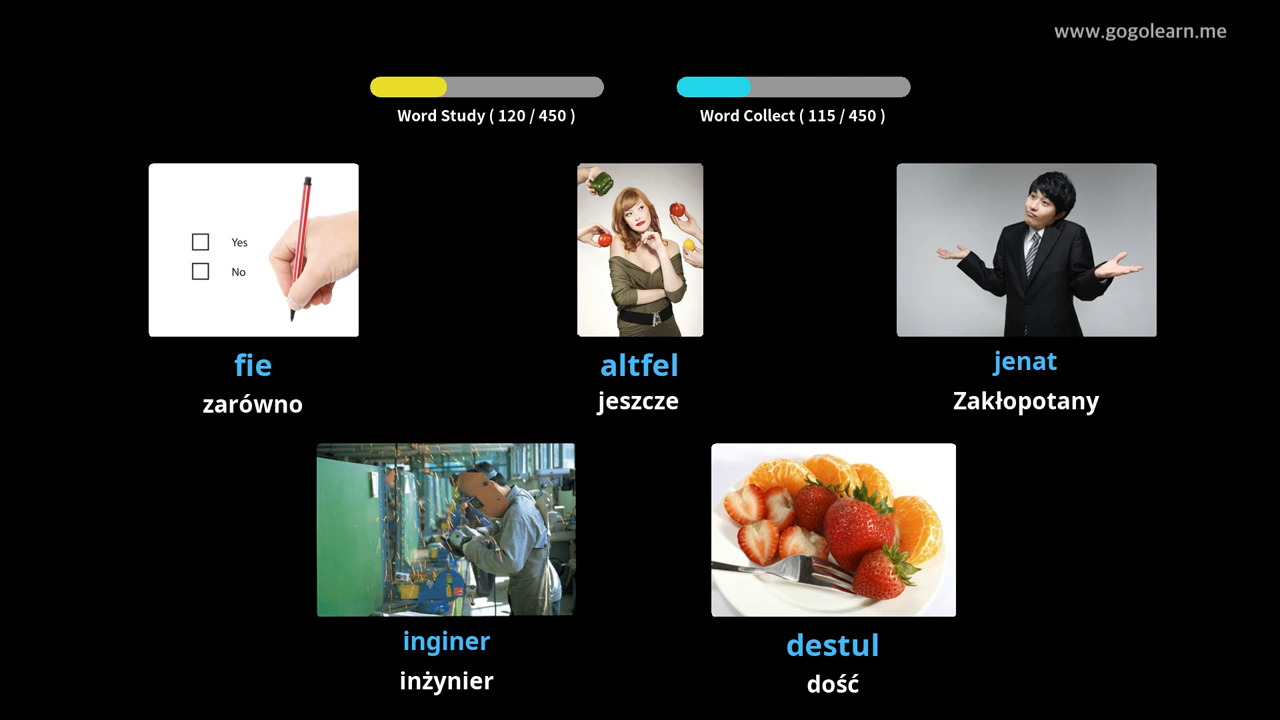 www.gogolearn.me
Word Study ( 120 / 450 )
Word Collect ( 115 / 450 )
Yes
No
fie
zarówno
altfel
jeszcze
jenat
Zakłopotany
inginer
inżynier
destul
dość